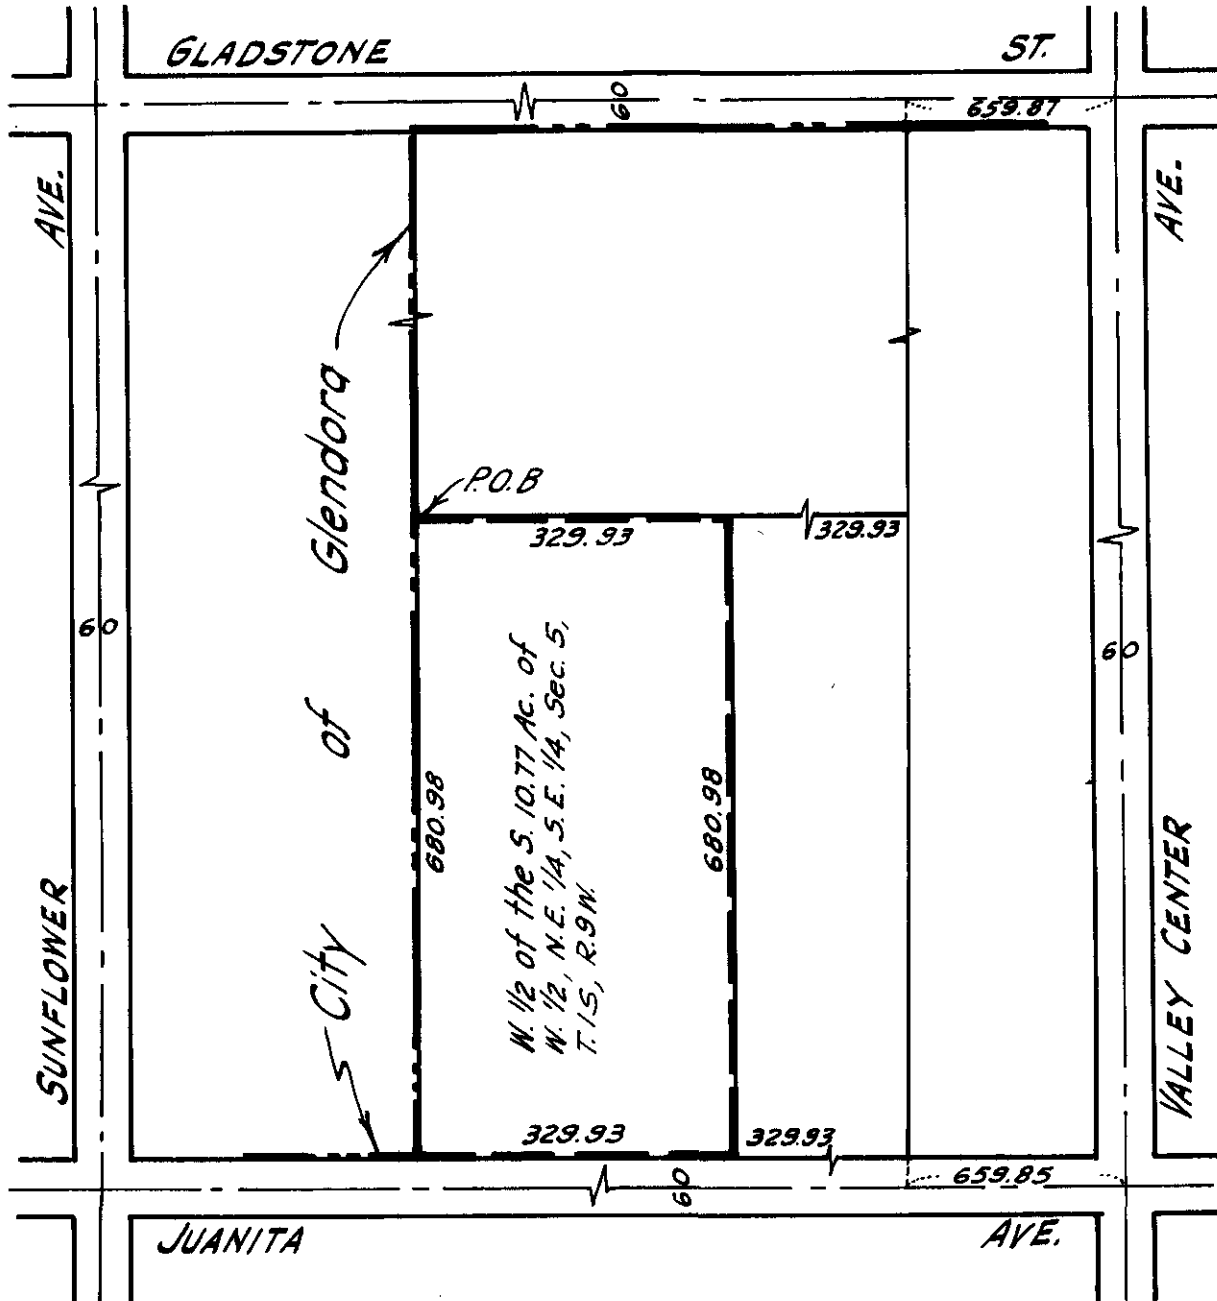 GLADSTONE ST.
60
659.87
AVE.
AVE.
City of Glendora
P.O.B
329.93
329.93
60
60
W. 1/2 of the S. 10.77 Ac. of
W. 1/2, N.E. 1/4, S.E. 1/4, Sec. 5,
T.1S, R.9W.
680.98
680.98
SUNFLOWER
VALLEY CENTER
329.93
329.93
659.85
60
JUANITA AVE.